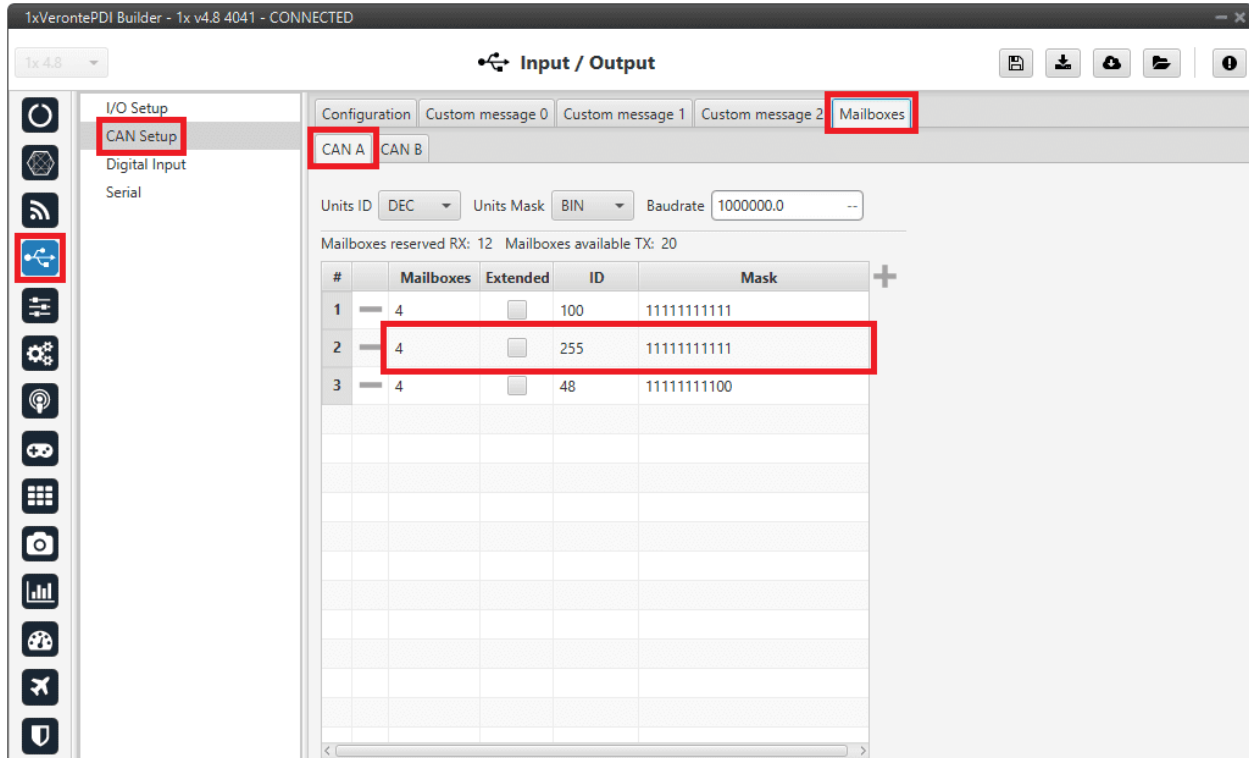 1xVerontePDI Builder - 1x v4.8 4041 - CONNECTED
1x 4.8
Input / Output
I/O Setup
CAN Setup
Digital Input
Serial
Configuration Custom message 0 Custom message 1 Custom message 2 Mailboxes
CAN A CAN B
Units ID DEC Units Mask BIN Baudrate 1000000.0 --
Mailboxes reserved RX: 12 Mailboxes available TX: 20
# Mailboxes Extended ID Mask
1 4 100 11111111111
2 4 255 11111111111
3 4 48 11111111100